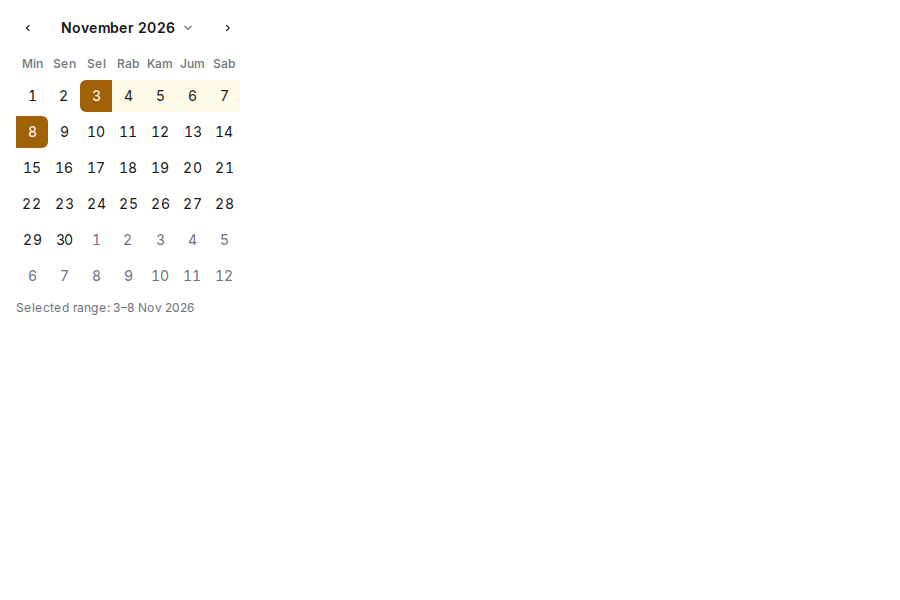 November 2026
Min Sen Sel Rab Kam Jum Sab
1 2 3 4 5 6 7
8 9 10 11 12 13 14
15 16 17 18 19 20 21
22 23 24 25 26 27 28
29 30 1 2 3 4 5
6 7 8 9 10 11 12
Selected range: 3–8 Nov 2026